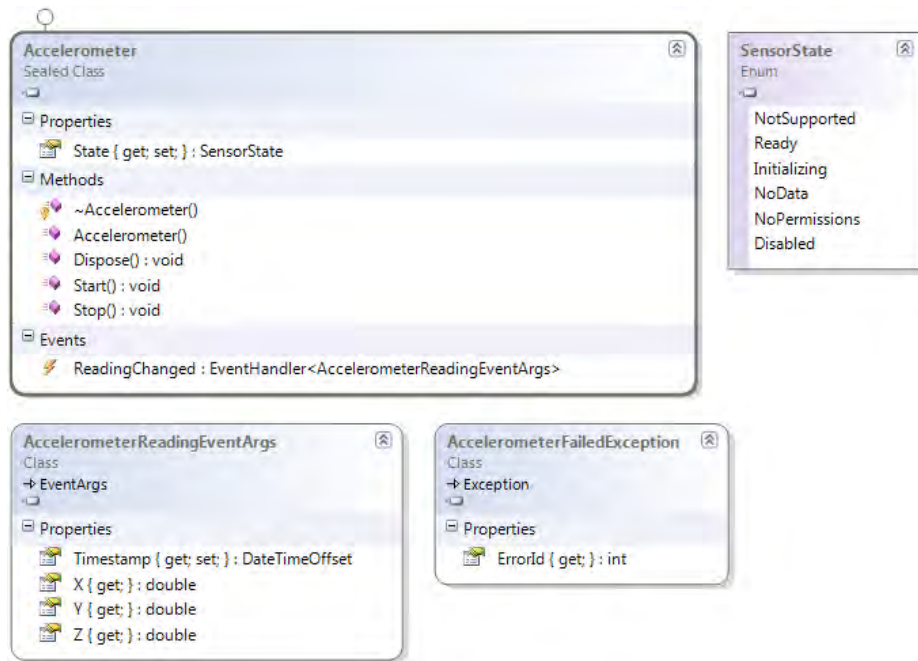 Accelerometer
Sealed Class
Properties
State { get; set; } : SensorState
Methods
~Accelerometer()
Accelerometer()
Dispose() : void
Start() : void
Stop() : void
Events
ReadingChanged : EventHandler<AccelerometerReadingEventArgs>
SensorState
Enum
NotSupported
Ready
Initializing
NoData
NoPermissions
Disabled
AccelerometerReadingEventArgs
Class
EventArgs
Properties
Timestamp { get; set; } : DateTimeOffset
X { get; } : double
Y { get; } : double
Z { get; } : double
AccelerometerFailedException
Class
Exception
Properties
ErrorId { get; } : int